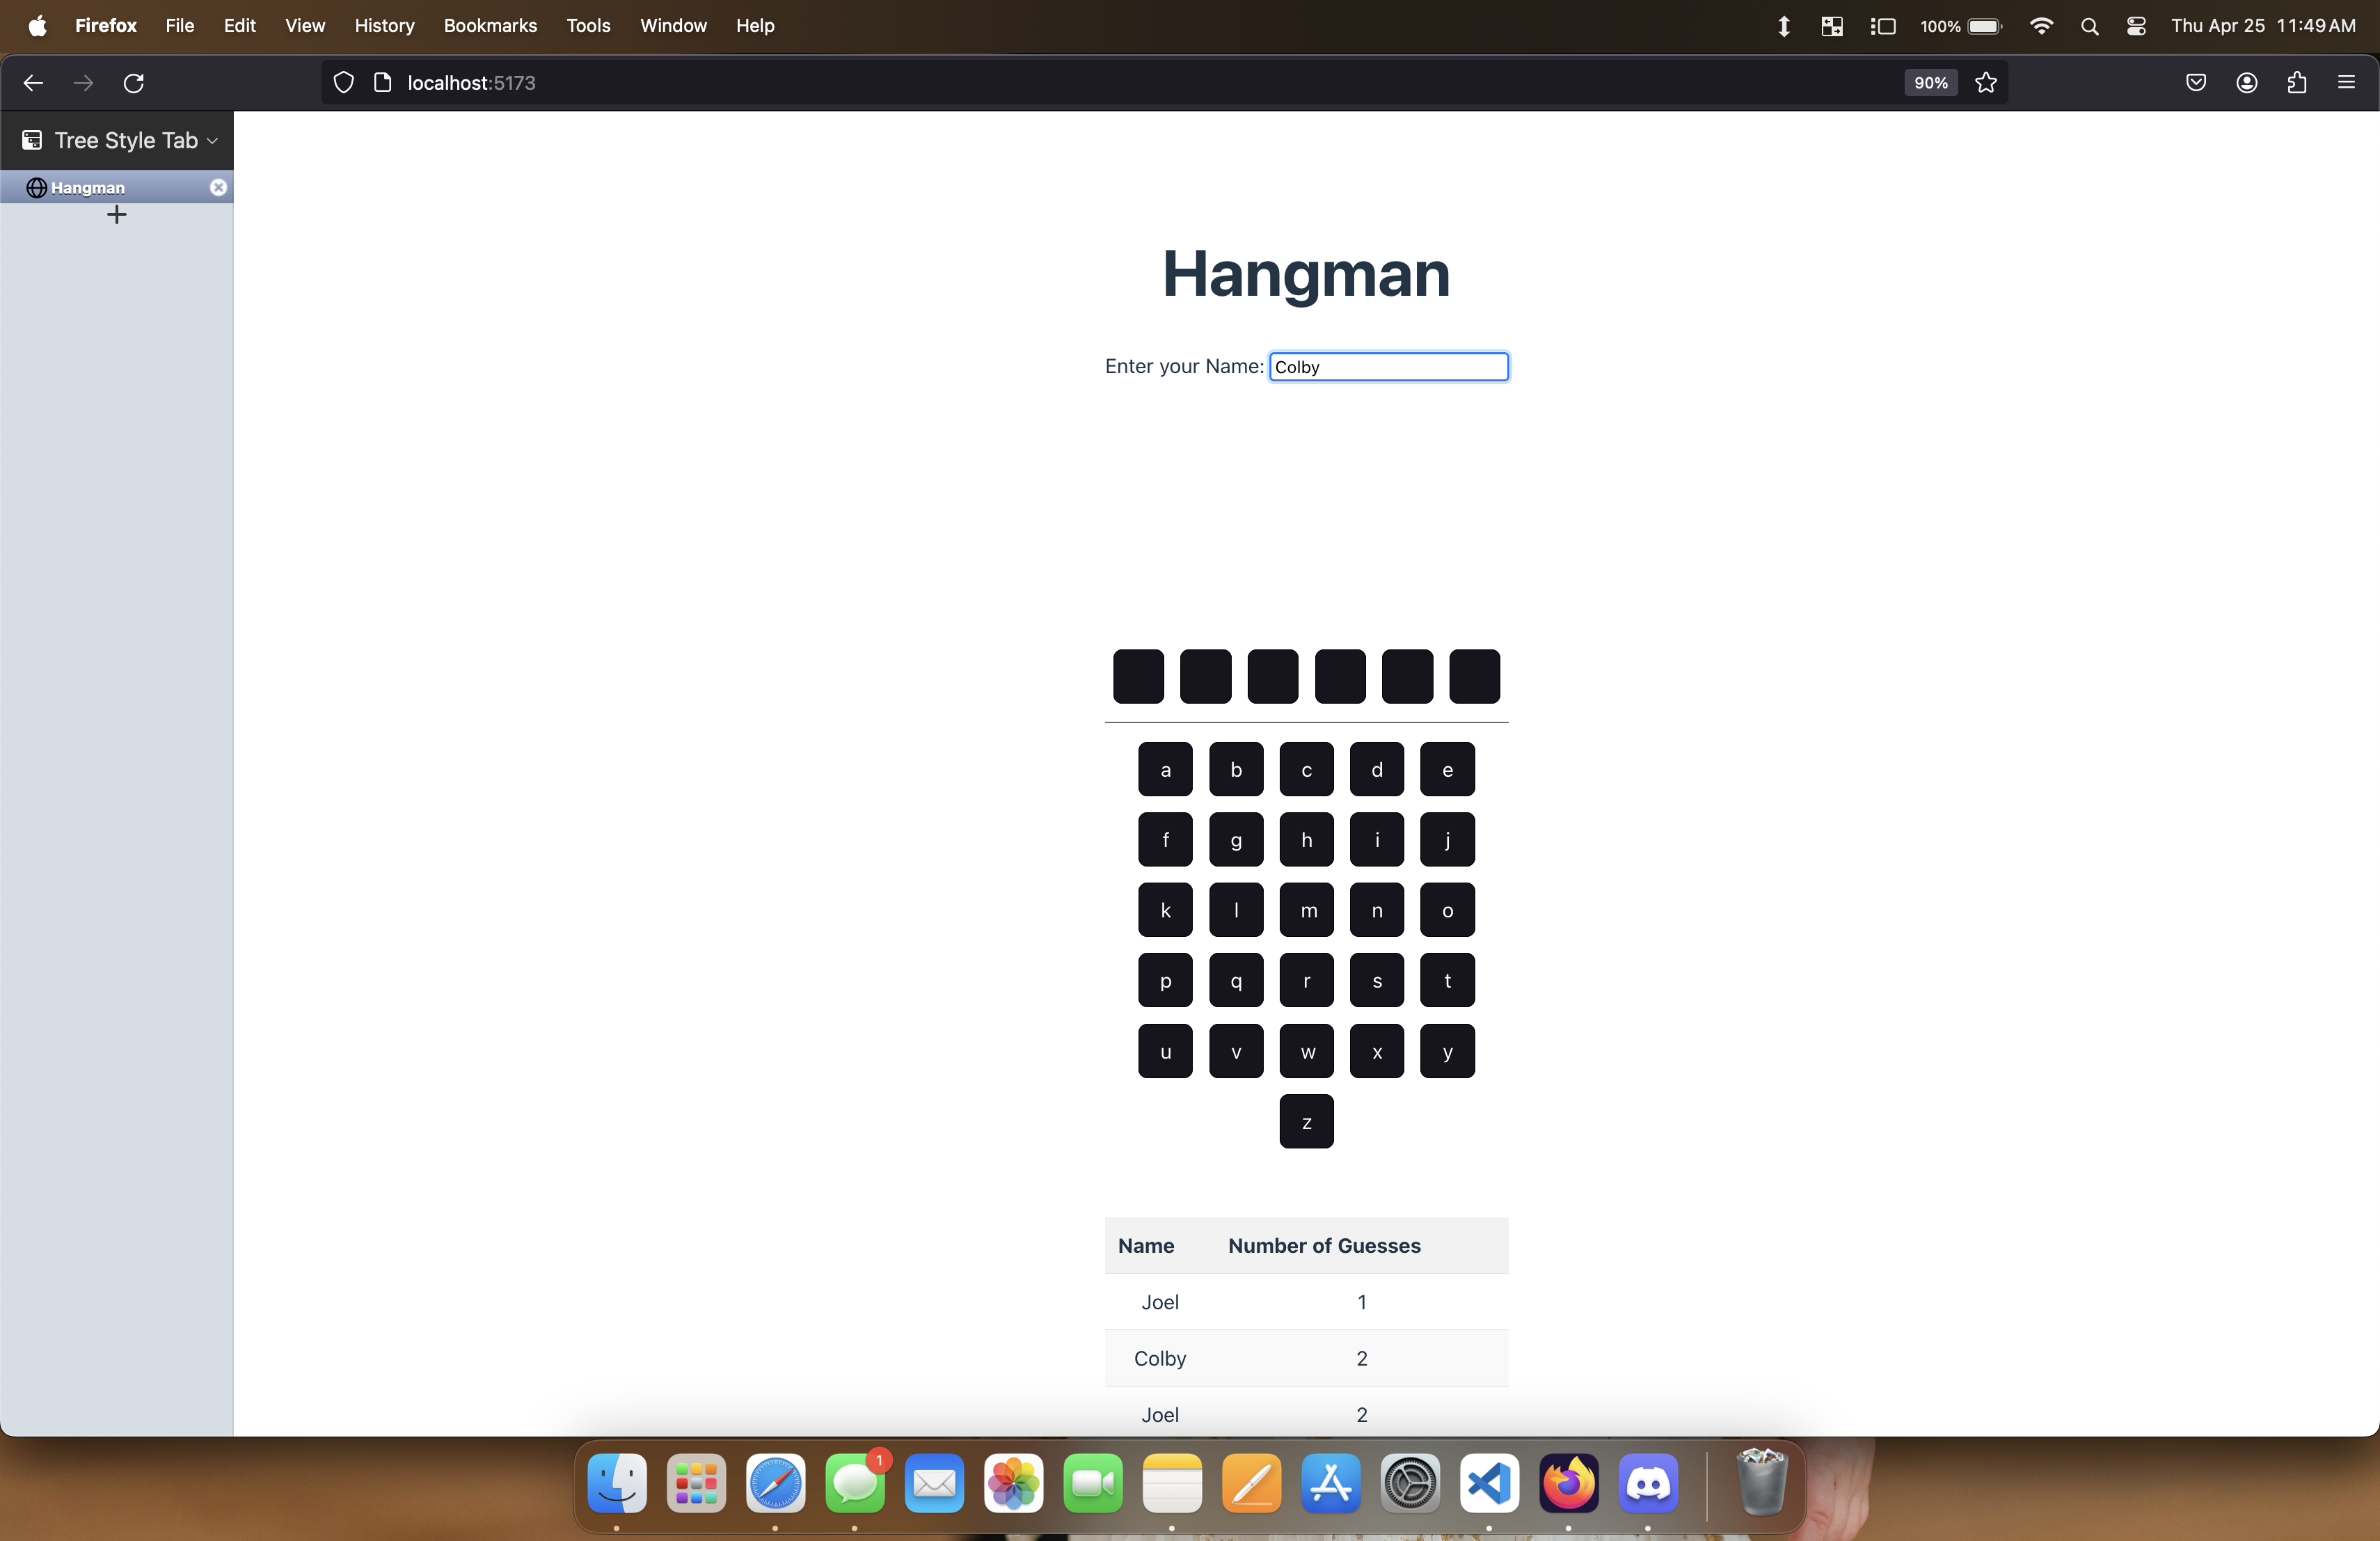 Firefox File Edit View History Bookmarks Tools Window Help 100% Thu Apr 25 11:49 AM
localhost:5173 90%
Tree Style Tab
Hangman
Hangman
Enter your Name: Colby
a b c d e
f g h i j
k l m n o
p q r s t
u v w x y
z
Name Number of Guesses
Joel 1
Colby 2
Joel 2
1